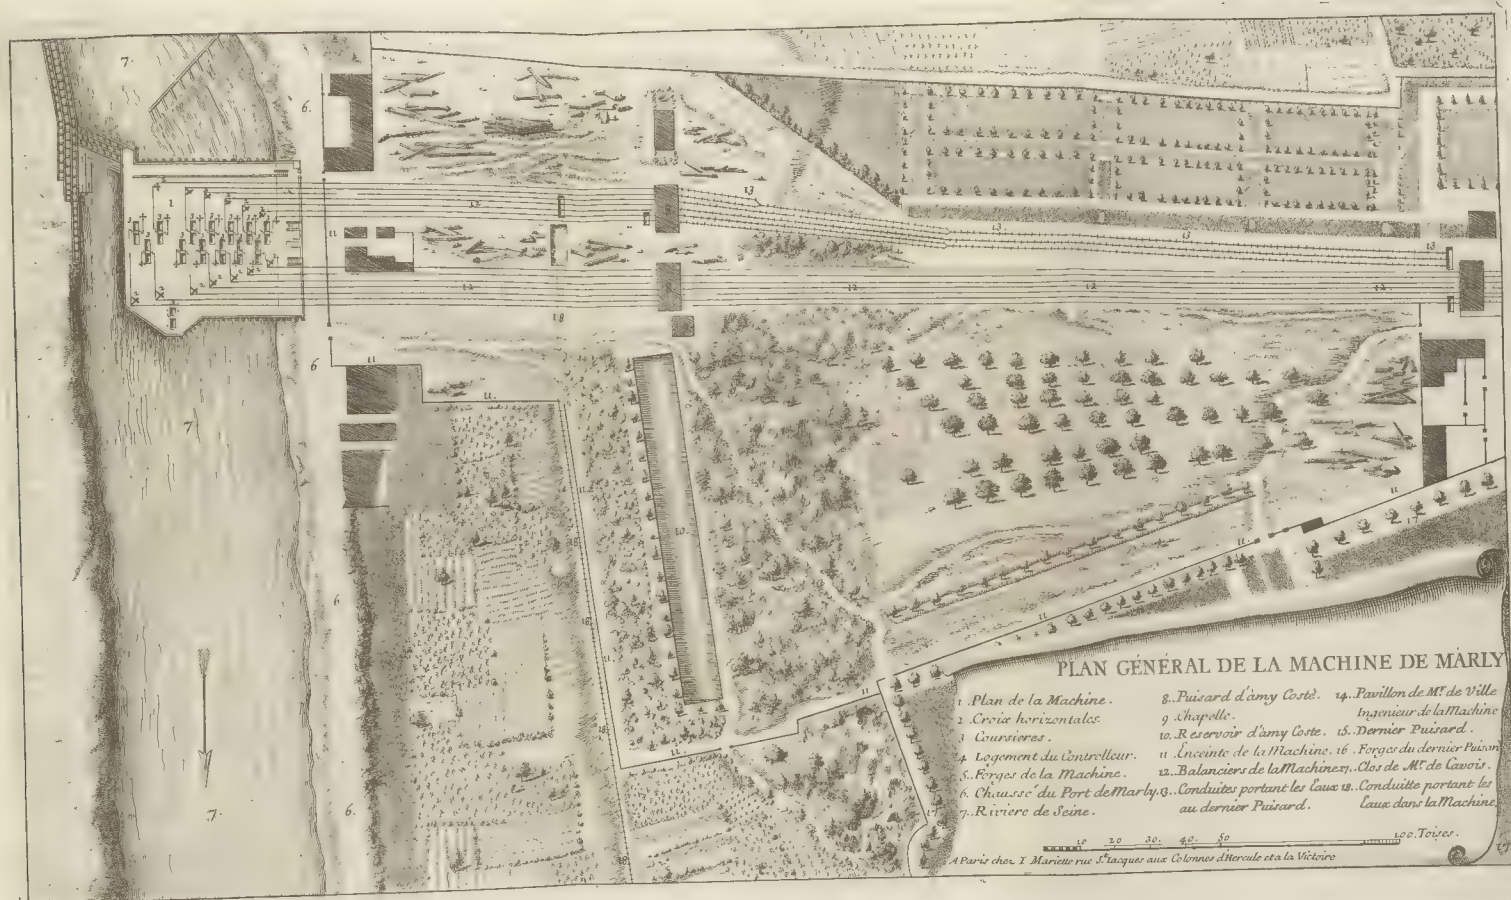 PLAN GÉNÉRAL DE LA MACHINE DE MARLY
1 .Plan de la Machine.
2 .Croix horizontales.
3 Coursieres.
4 Logement du Controlleur.
5..Forges de la Machine.
6. Chaussé du Port de Marly.
7..Riviere de Seine.
8..Puisard d'amy Costé.
9 .Chapelle.
10. Reservoir d'amy Coste.
11 .Enceinte de la Machine.
12..Balanciers de la Machine
13..Conduites portant les Eaux
au dernier Puisard.
14..Pavillon de Mr. de Ville
Ingenieur de la Machine
15..Dernier Puisard.
16 .Forges du dernier Puisar
17..Clos de Mr. de Cavois.
18..Conduitte portant les
Eaux dans la Machine.
10 20 30. 40. 50 100.Toises.
A Paris chez I Mariette rue St. Iacques aux Colonnes d'Hercule et a la Victoire